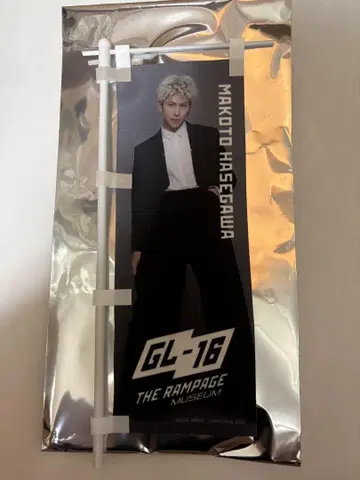 MAKOTO HASEGAWA
GL-16
THE RAMPAGE
MUSEUM